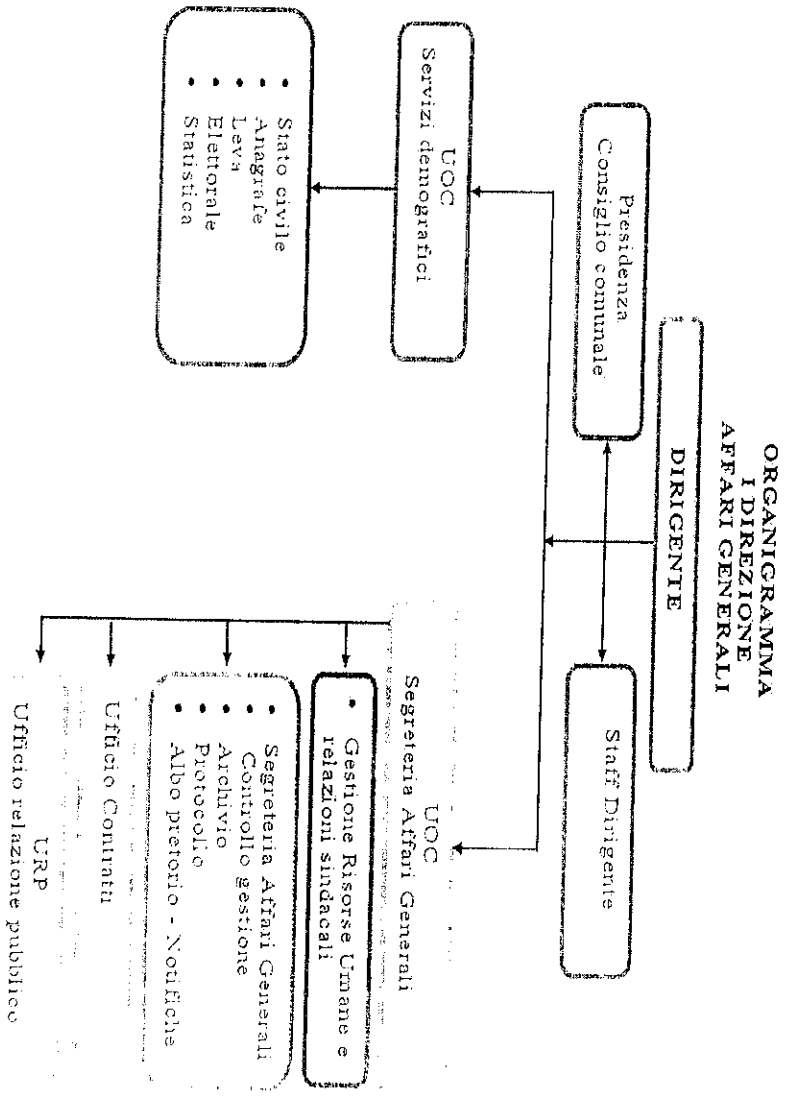 ORGANIGRAMMA
I DIREZIONE
AFFARI GENERALI
DIRIGENTE
Presidenza
Consiglio comunale
Staff Dirigente
UOC
Servizi demografici
• Stato civile
• Anagrafe
• Leva
• Elettorale
• Statistica
UOC
Segreteria Affari Generali
• Gestione Risorse Umane e
relazioni sindacali
• Segreteria Affari Generali
• Controllo gestione
• Archivio
• Protocollo
• Albo pretorio - Notifiche
Ufficio Contratti
URP
Ufficio relazione pubblico